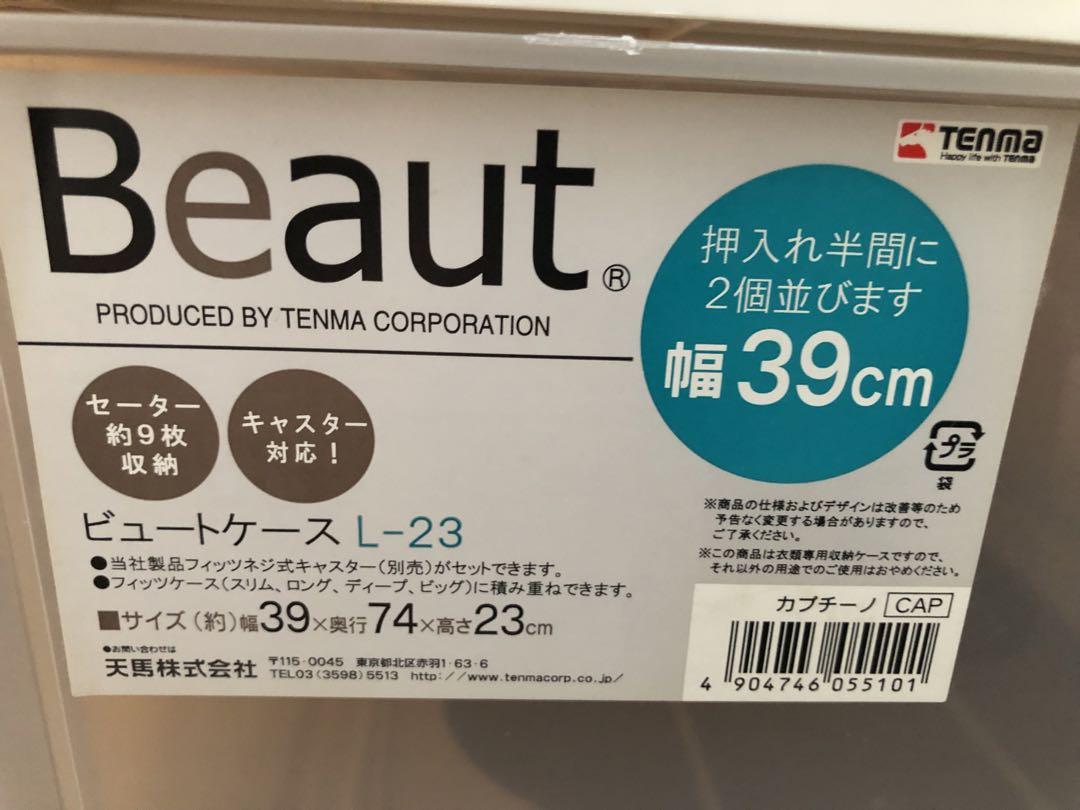 Beaut®
PRODUCED BY TENMA CORPORATION
TENMA
Happy life with TENMA
押入れ半間に
2個並びます
幅39cm
セーター
約9枚
収納
キャスター
対応！
プラ
袋
ビュートケース L-23
●当社製品フィッツネジ式キャスター(別売)がセットできます。
●フィッツケース(スリム、ロング、ディープ、ビッグ)に積み重ねできます。
■サイズ(約)幅39×奥行74×高さ23cm
●お問い合わせは
天馬株式会社
〒115-0045 東京都北区赤羽1-63-6
TEL03(3598)5513 http://www.tenmacorp.co.jp/
※商品の仕様およびデザインは改善等のため
予告なく変更する場合がありますので、
ご了承ください。
※この商品は衣類専用収納ケースですので、
それ以外の用途でのご使用はおやめください。
カプチーノ CAP
4 904746 055101